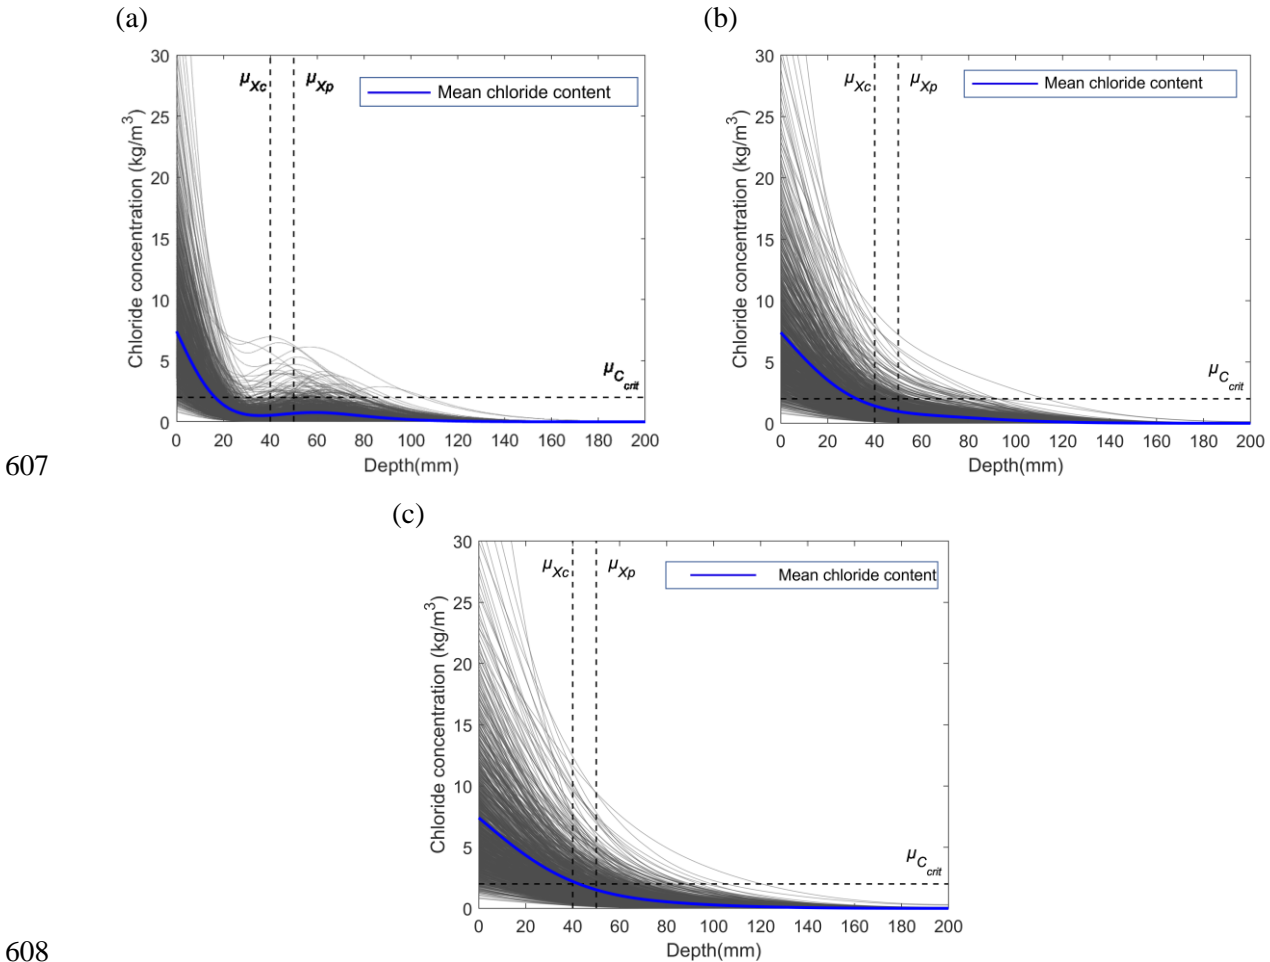 (a)
30
25
20
15
10
5
0
Chloride concentration (kg/m³)
μXc
μXp
Mean chloride content
μCcrit
0 20 40 60 80 100 120 140 160 180 200
Depth(mm)
(b)
30
25
20
15
10
5
0
Chloride concentration (kg/m³)
μXc
μXp
Mean chloride content
μCcrit
0 20 40 60 80 100 120 140 160 180 200
Depth(mm)
607
(c)
30
25
20
15
10
5
0
Chloride concentration (kg/m³)
μXc
μXp
Mean chloride content
μCcrit
0 20 40 60 80 100 120 140 160 180 200
Depth(mm)
608